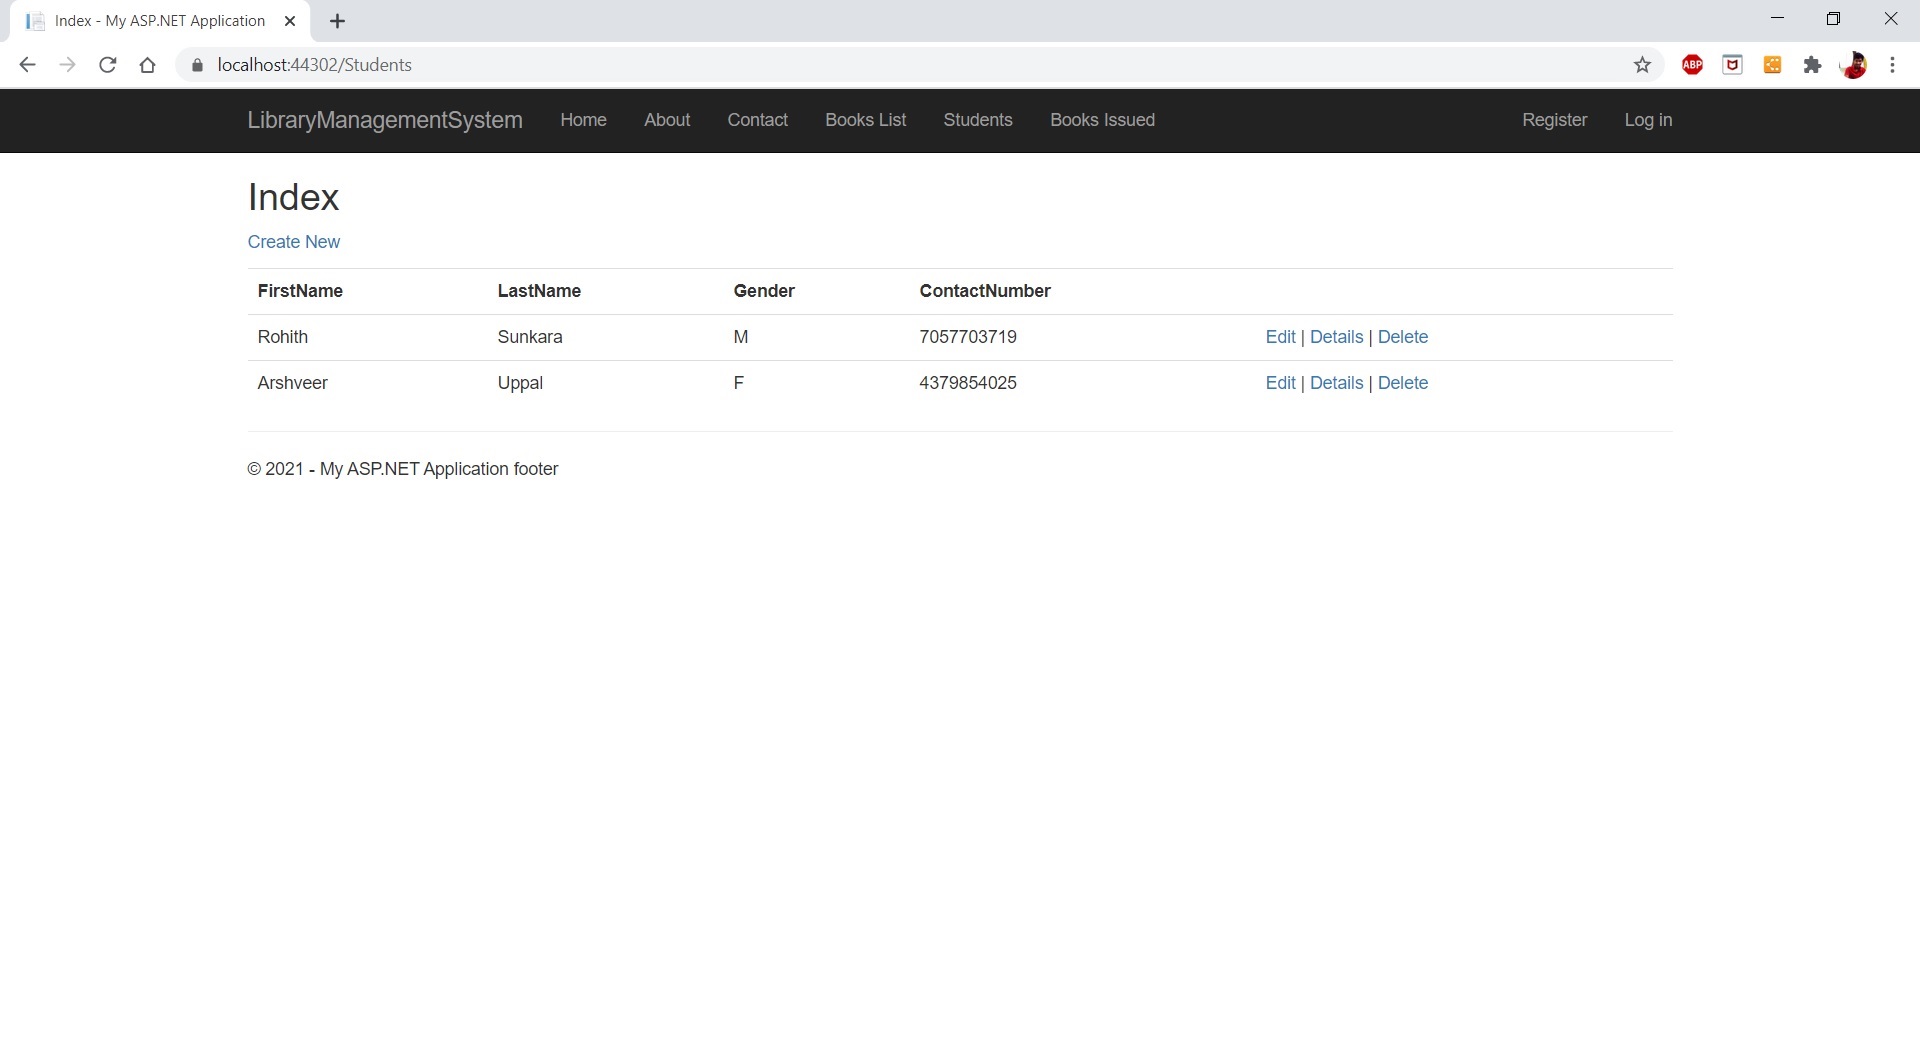 Index - My ASP.NET Application
localhost:44302/Students
ABP
LibraryManagementSystem Home About Contact Books List Students Books Issued Register Log in
Index
Create New
FirstName LastName Gender ContactNumber
Rohith Sunkara M 7057703719 Edit | Details | Delete
Arshveer Uppal F 4379854025 Edit | Details | Delete
© 2021 - My ASP.NET Application footer